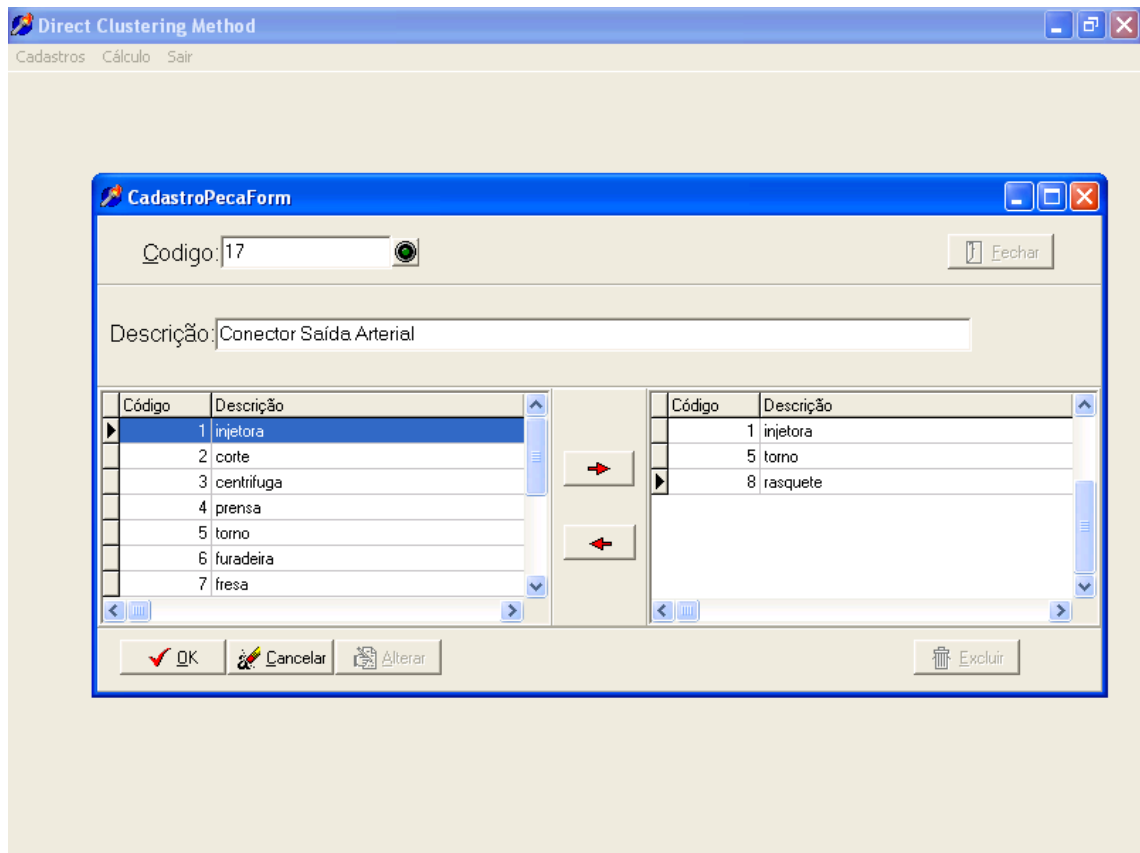 Direct Clustering Method
Cadastros Cálculo Sair
CadastroPecaForm
Codigo: 17
Fechar
Descrição: Conector Saída Arterial
Código Descrição
1 injetora
2 corte
3 centrifuga
4 prensa
5 torno
6 furadeira
7 fresa
Código Descrição
1 injetora
5 torno
8 rasquete
OK Cancelar Alterar Excluir